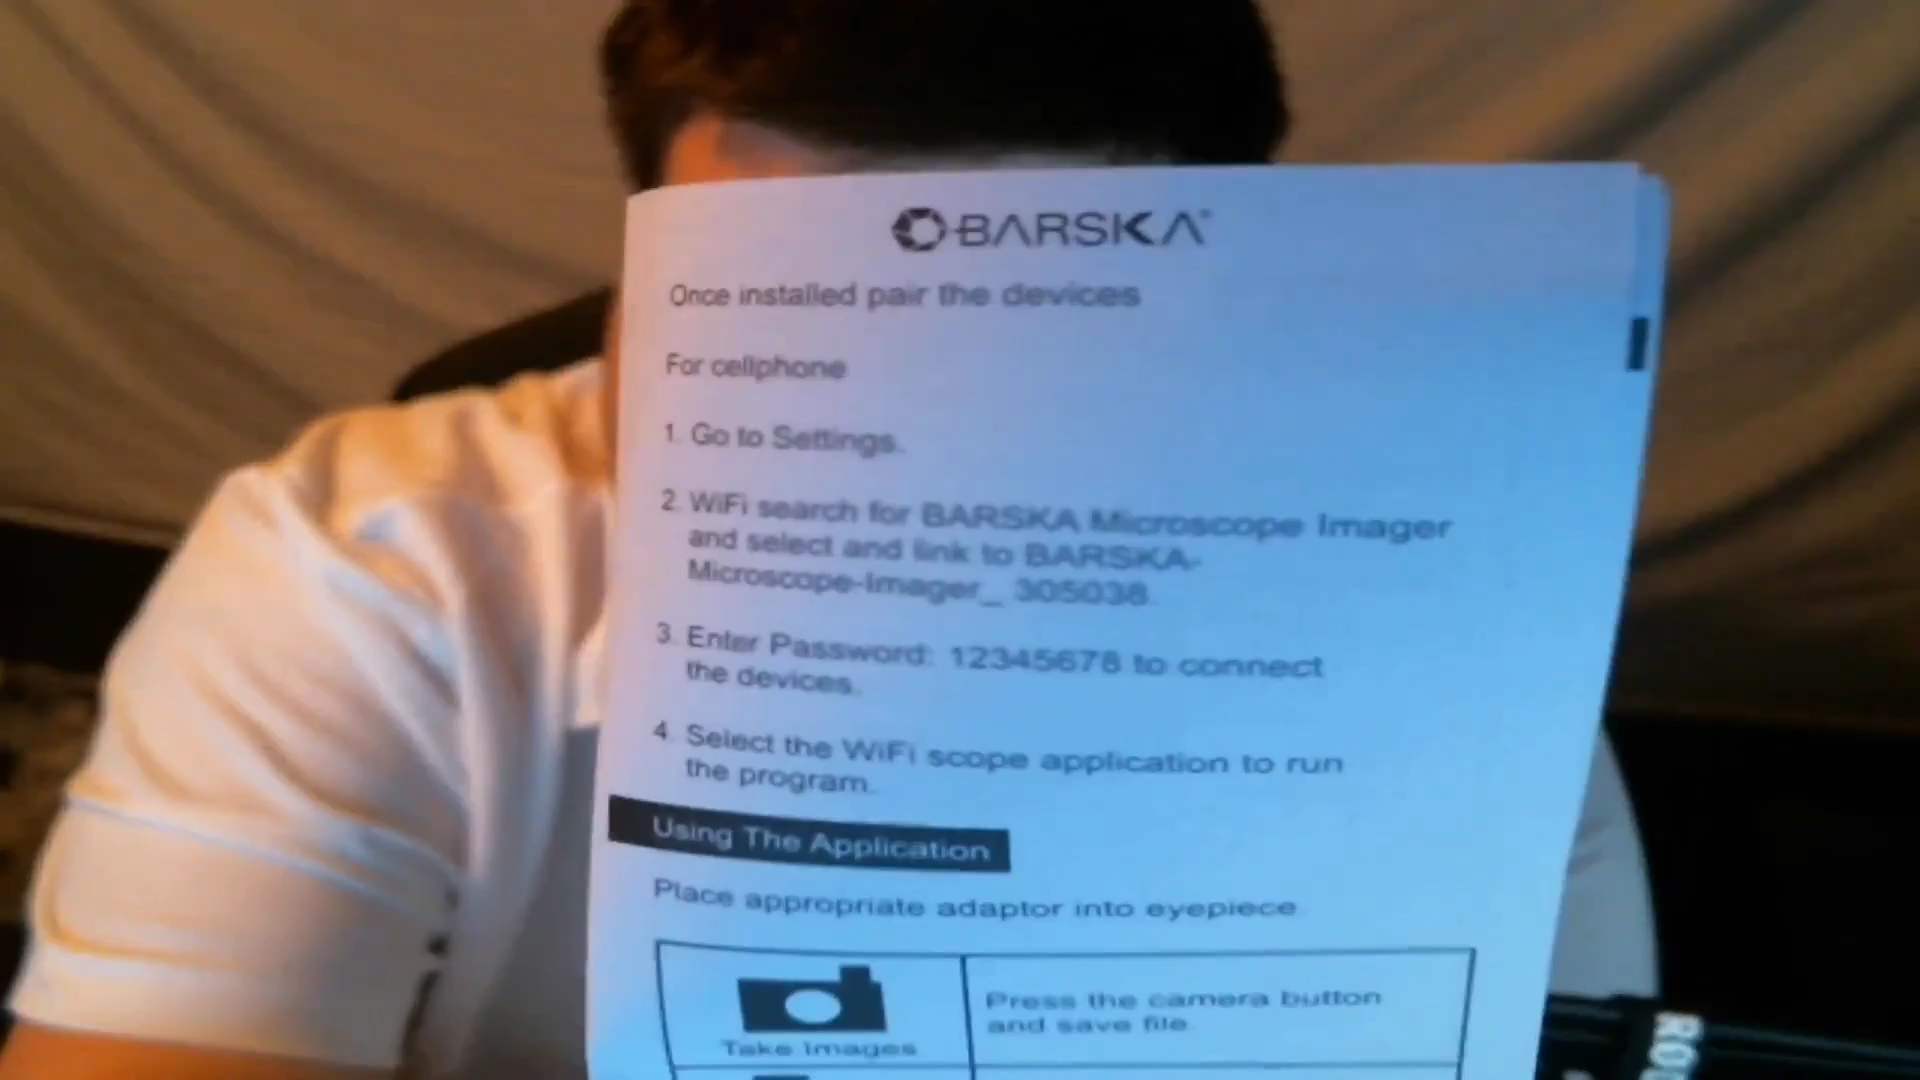 BARSKA
Once installed pair the devices
For cellphone
1. Go to Settings.
2. WiFi search for BARSKA Microscope Imager
and select and link to BARSKA-
Microscope-Imager_ 305038.
3. Enter Password: 12345678 to connect
the devices.
4. Select the WiFi scope application to run
the program.
Using The Application
Place appropriate adaptor into eyepiece.
Press the camera button
and save file.
Take Images